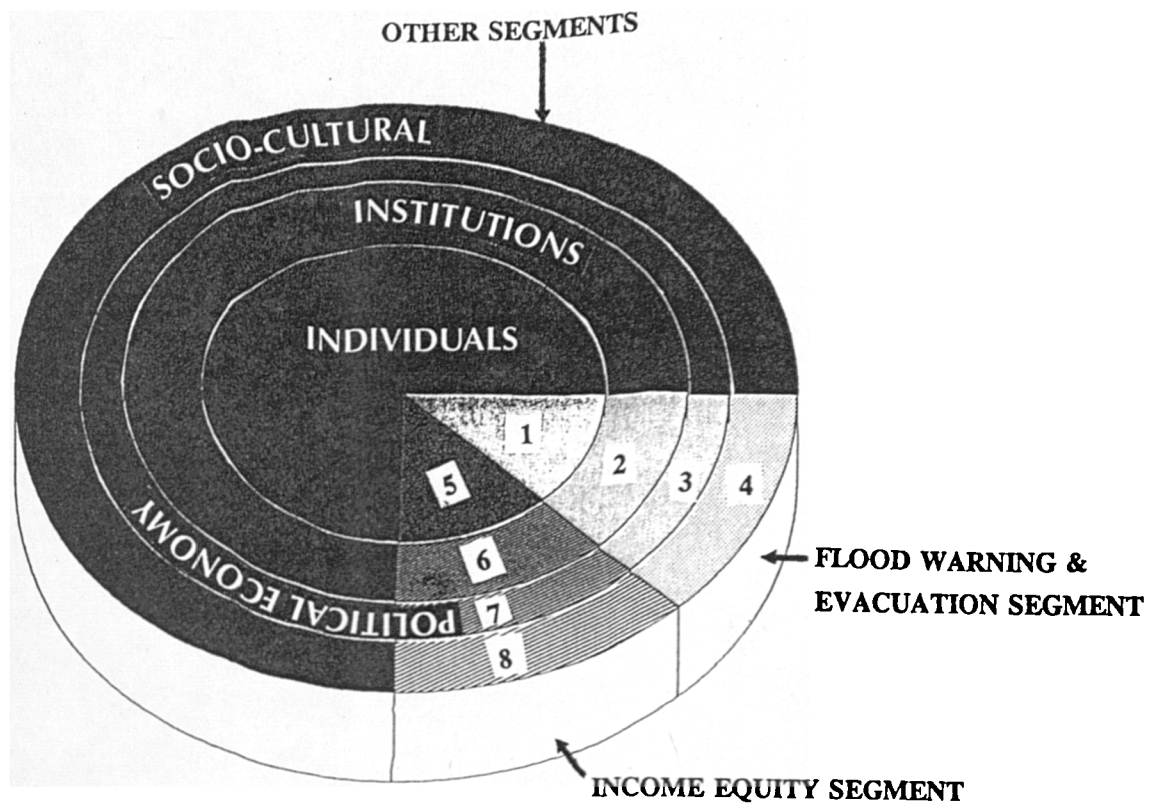 OTHER SEGMENTS
SOCIO-CULTURAL
INSTITUTIONS
INDIVIDUALS
1
2
3
4
5
6
7
8
POLITICAL ECONOMY
FLOOD WARNING &
EVACUATION SEGMENT
INCOME EQUITY SEGMENT